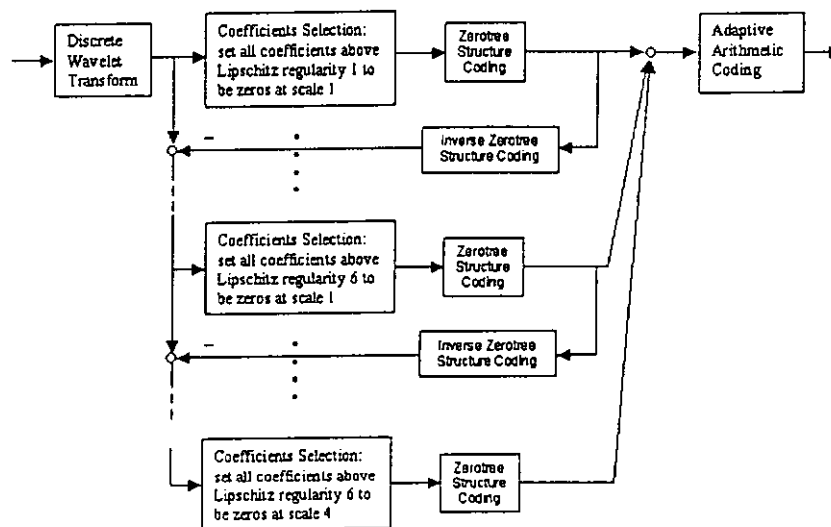 Discrete
Wavelet
Transform
Coefficients Selection:
set all coefficients above
Lipschitz regularity 1 to
be zeros at scale 1
Zerotree
Structure
Coding
Adaptive
Arithmetic
Coding
–
Inverse Zerotree
Structure Coding
Coefficients Selection:
set all coefficients above
Lipschitz regularity 6 to
be zeros at scale 1
Zerotree
Structure
Coding
–
Inverse Zerotree
Structure Coding
Coefficients Selection:
set all coefficients above
Lipschitz regularity 6 to
be zeros at scale 4
Zerotree
Structure
Coding